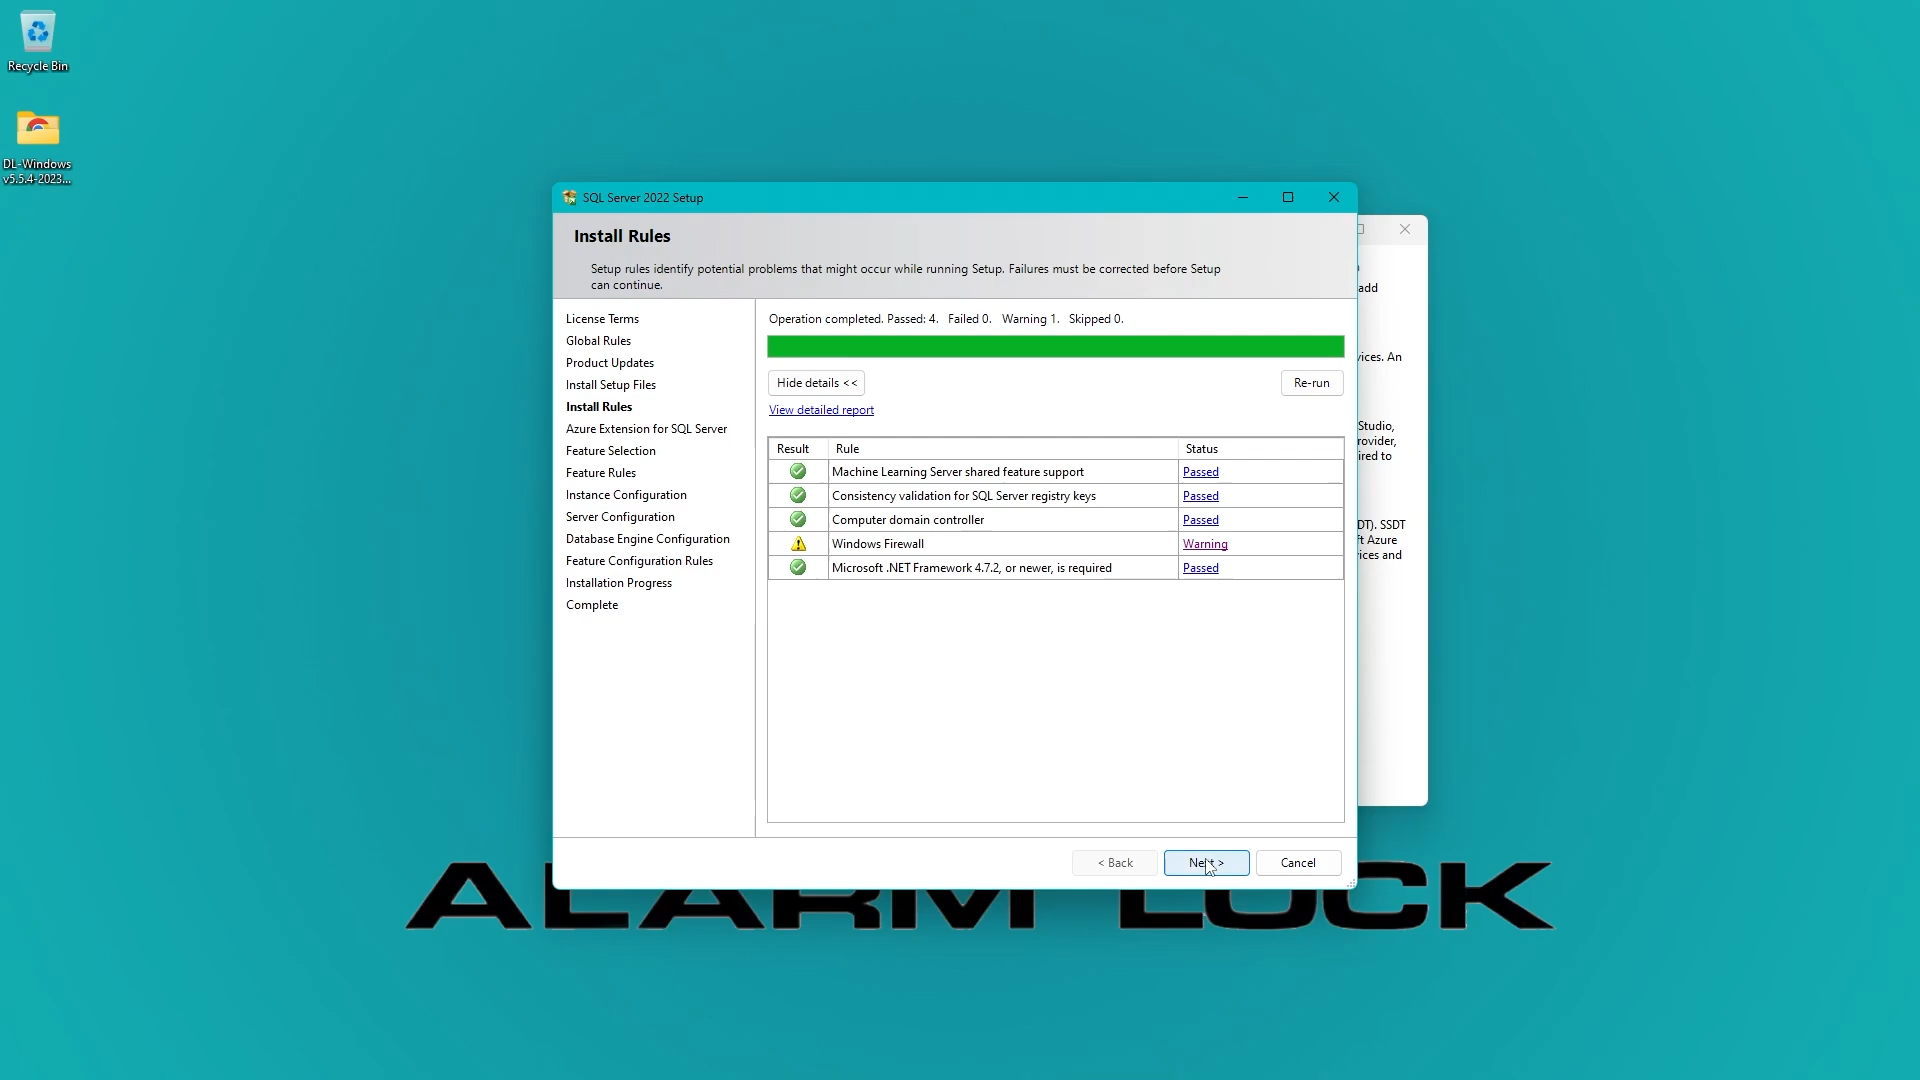 Recycle Bin
DL-Windows
v5.5.4-2023...
SQL Server 2022 Setup
Install Rules
Setup rules identify potential problems that might occur while running Setup. Failures must be corrected before Setup
can continue.
License Terms
Global Rules
Product Updates
Install Setup Files
Install Rules
Azure Extension for SQL Server
Feature Selection
Feature Rules
Instance Configuration
Server Configuration
Database Engine Configuration
Feature Configuration Rules
Installation Progress
Complete
Operation completed. Passed: 4.   Failed 0.   Warning 1.   Skipped 0.
Hide details <<
Re-run
View detailed report
Result Rule Status
Machine Learning Server shared feature support Passed
Consistency validation for SQL Server registry keys Passed
Computer domain controller Passed
Windows Firewall Warning
Microsoft .NET Framework 4.7.2, or newer, is required Passed
< Back
Next >
Cancel
add
vices. An
Studio,
rovider,
ired to
DT). SSDT
ft Azure
ices and
ALARM LOCK